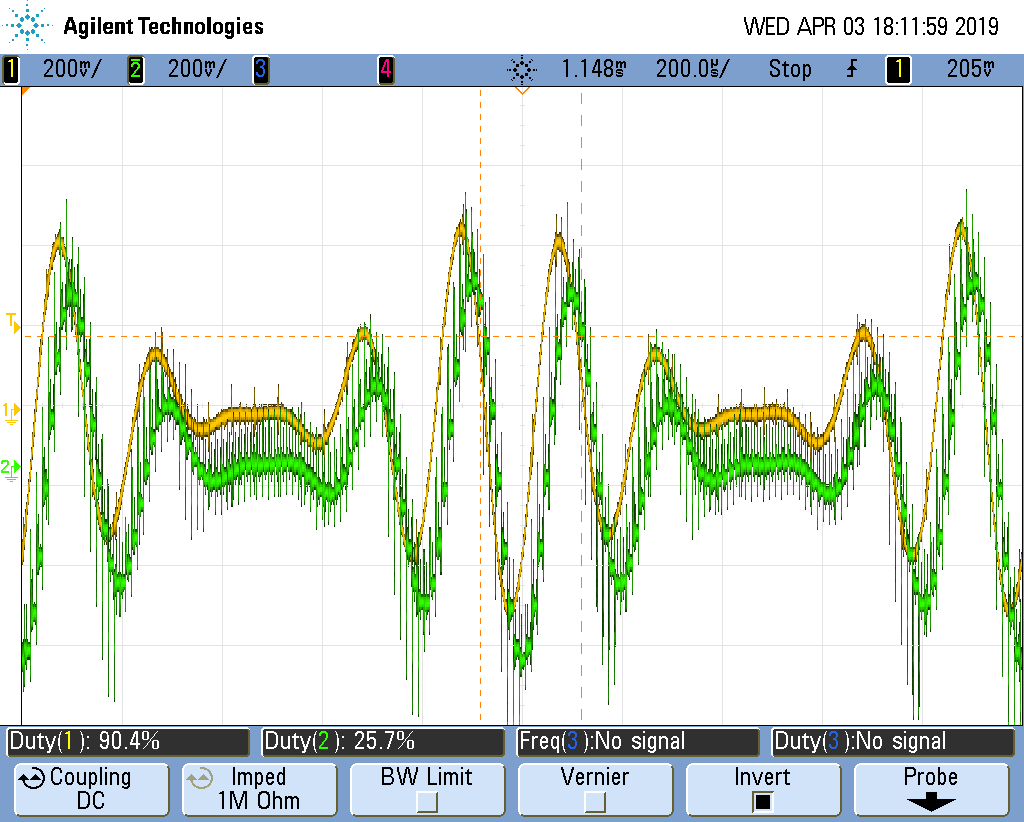 Agilent Technologies
WED APR 03 18:11:59 2019
1 200mV/ 2 200mV/ 3 4 1.148ms 200.0us/ Stop 1 205mV
T
1
2
Duty(1): 90.4% Duty(2): 25.7% Freq(3):No signal Duty(3):No signal
Coupling Imped BW Limit Vernier Invert Probe
DC 1M Ohm